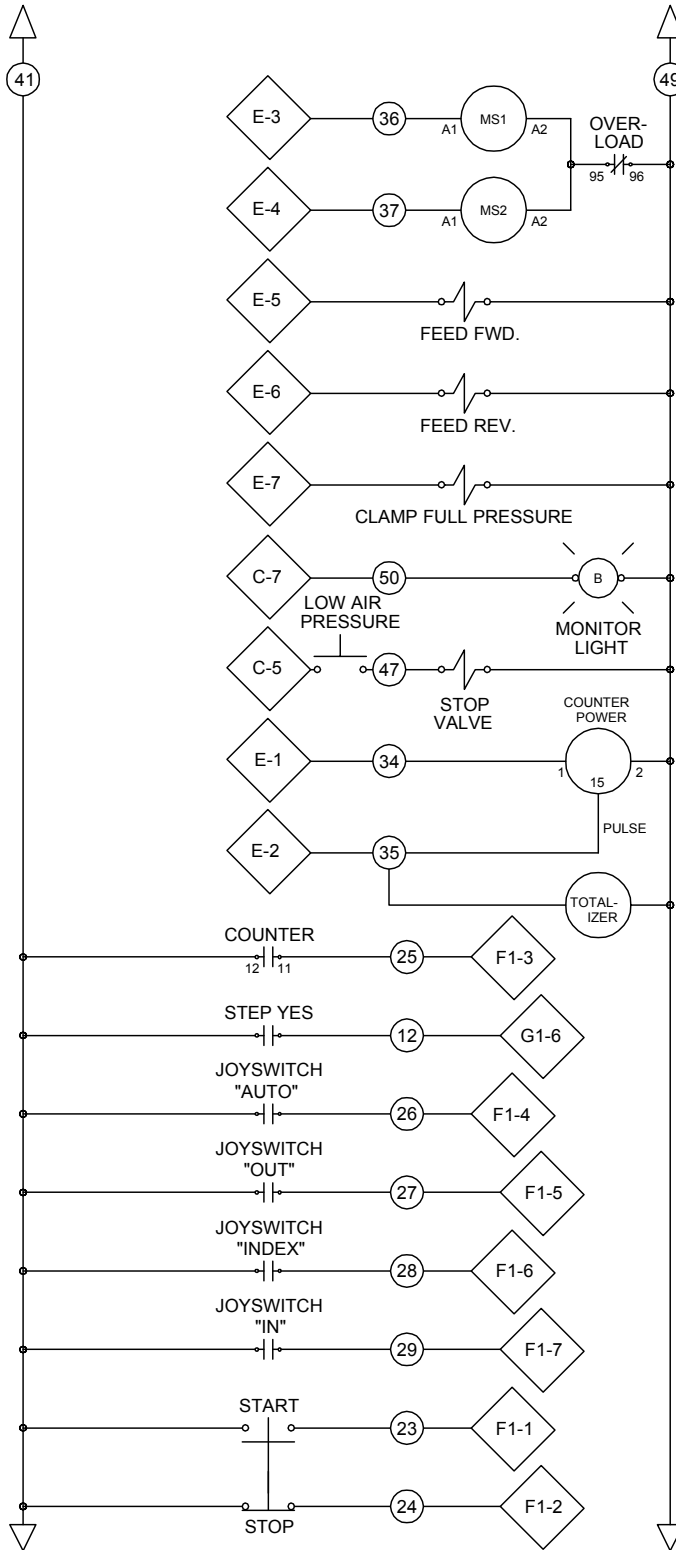 41
49
E-3
36
A1
MS1
A2
OVER-
LOAD
95
96
E-4
37
A1
MS2
A2
E-5
FEED FWD.
E-6
FEED REV.
E-7
CLAMP FULL PRESSURE
C-7
50
B
MONITOR
LIGHT
LOW AIR
PRESSURE
C-5
47
STOP
VALVE
COUNTER
POWER
E-1
34
1
15
2
PULSE
E-2
35
TOTAL-
IZER
COUNTER
12
11
25
F1-3
STEP YES
12
G1-6
JOYSWITCH
"AUTO"
26
F1-4
JOYSWITCH
"OUT"
27
F1-5
JOYSWITCH
"INDEX"
28
F1-6
JOYSWITCH
"IN"
29
F1-7
START
23
F1-1
24
F1-2
STOP